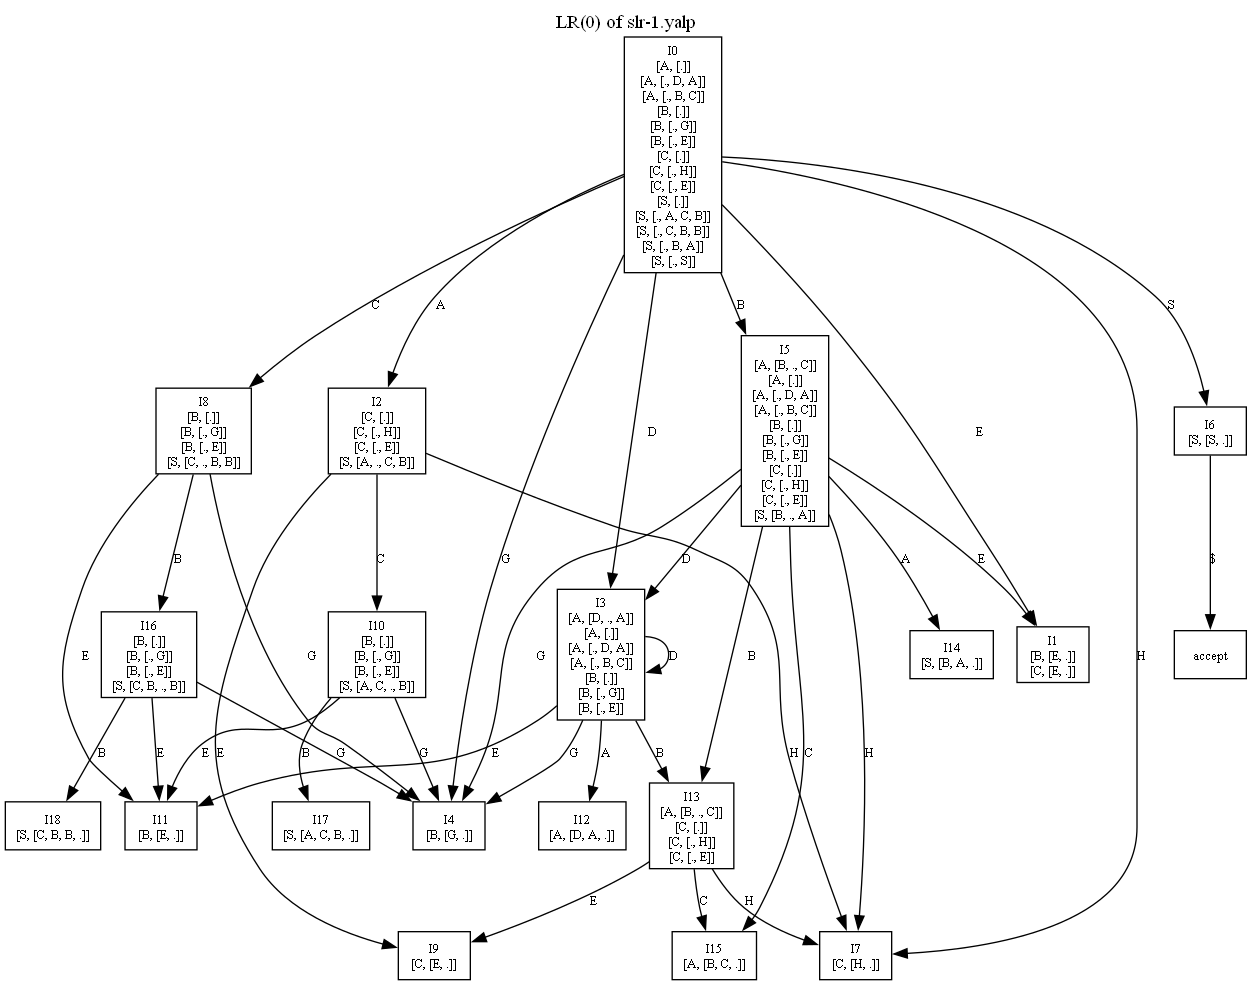 LR(0) of slr-1.yalp
I0
[A, [.]]
[A, [., D, A]]
[A, [., B, C]]
[B, [.]]
[B, [., G]]
[B, [., E]]
[C, [.]]
[C, [., H]]
[C, [., E]]
[S, [.]]
[S, [., A, C, B]]
[S, [., C, B, B]]
[S, [., B, A]]
[S, [., S]]
C
A
B
S
I5
[A, [B, ., C]]
[A, [.]]
[A, [., D, A]]
[A, [., B, C]]
[B, [.]]
[B, [., G]]
[B, [., E]]
[C, [.]]
[C, [., H]]
[C, [., E]]
[S, [B, ., A]]
I8
[B, [.]]
[B, [., G]]
[B, [., E]]
[S, [C, ., B, B]]
I2
[C, [.]]
[C, [., H]]
[C, [., E]]
[S, [A, ., C, B]]
D
E
I6
[S, [S, .]]
B
C
G
D
A
E
$
I16
[B, [.]]
[B, [., G]]
[B, [., E]]
[S, [C, B, ., B]]
I10
[B, [.]]
[B, [., G]]
[B, [., E]]
[S, [A, C, ., B]]
I3
[A, [D, ., A]]
[A, [.]]
[A, [., D, A]]
[A, [., B, C]]
[B, [.]]
[B, [., G]]
[B, [., E]]
I14
[S, [B, A, .]]
I1
[B, [E, .]]
[C, [E, .]]
accept
E
G
G
D
B
H
B
E
G
E
E
B
G
E
G
A
B
H
C
H
I18
[S, [C, B, B, .]]
I11
[B, [E, .]]
I17
[S, [A, C, B, .]]
I4
[B, [G, .]]
I12
[A, [D, A, .]]
I13
[A, [B, ., C]]
[C, [.]]
[C, [., H]]
[C, [., E]]
E
C
H
I9
[C, [E, .]]
I15
[A, [B, C, .]]
I7
[C, [H, .]]